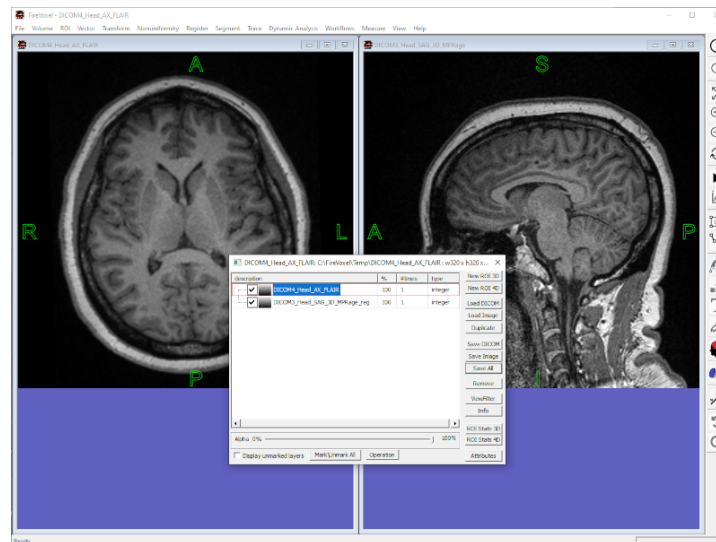 FireVoxel - DICOM4_Head_AX_FLAIR
File Volume ROI Vector Transform Nonuniformity Register Segment Trace Dynamic Analysis Workflows Measure View Help
DICOM4_Head_AX_FLAIR
DICOM3_Head_SAG_3D_MPRage
A
S
R
L
A
P
DICOM4_Head_AX_FLAIR: C:\FireVoxel\Temp\DICOM4_Head_AX_FLAIR : w320 x h320 x...
description % #times type
DICOM4_Head_AX_FLAIR 100 1 integer
DICOM3_Head_SAG_3D_MPRage_reg 100 1 integer
New ROI 3D
New ROI 4D
Load DICOM
Load Image
Duplicate
Save DICOM
Save Image
Save All
Remove
ViewFilter
Info
ROI Stats 3D
ROI Stats 4D
Attributes
Alpha 0% 100%
Display unmarked layers Mark\Unmark All Operation
P
I
Ready